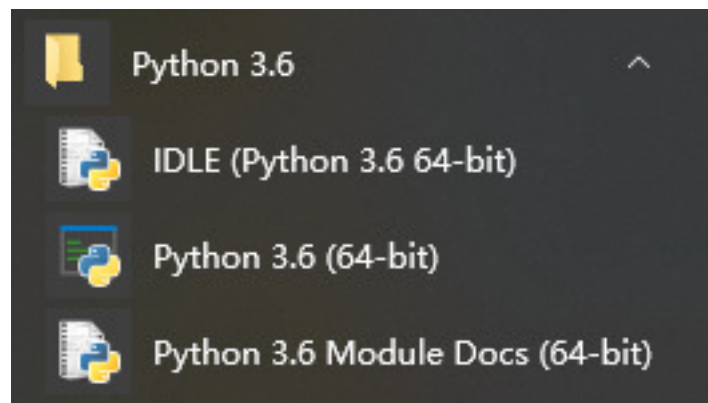 Python 3.6
IDLE (Python 3.6 64-bit)
Python 3.6 (64-bit)
Python 3.6 Module Docs (64-bit)